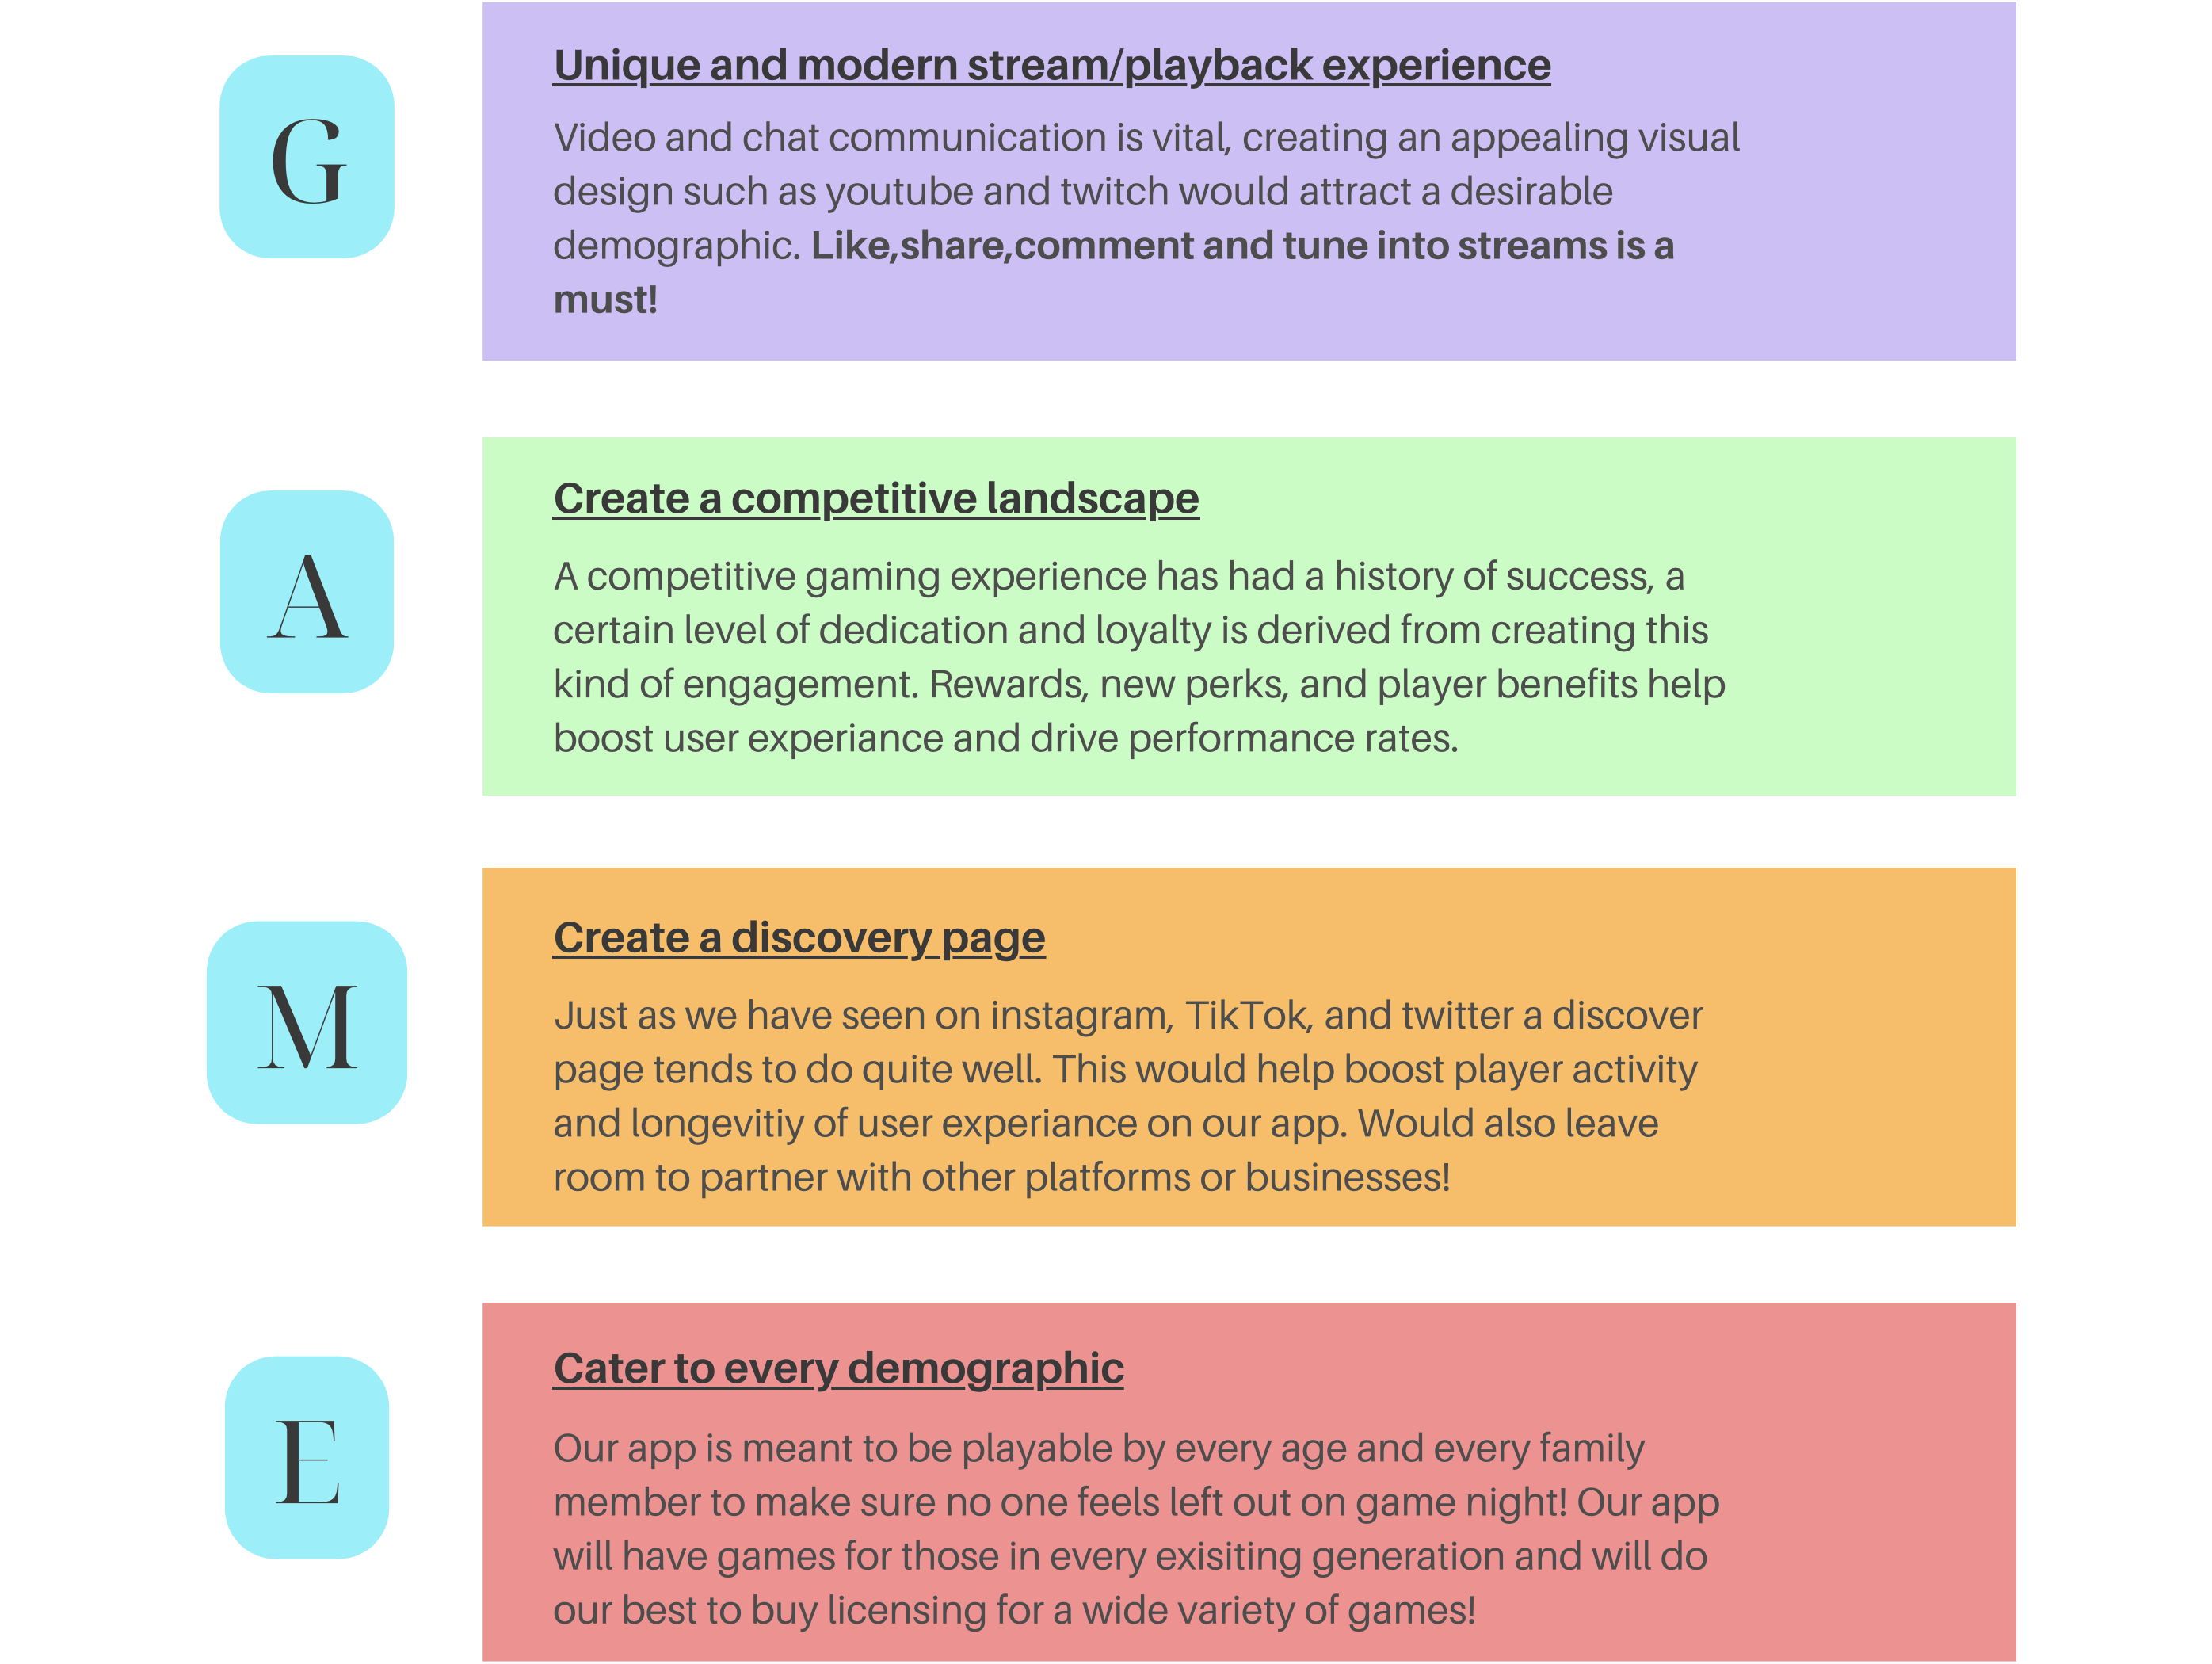 G
Unique and modern stream/playback experience
Video and chat communication is vital, creating an appealing visual
design such as youtube and twitch would attract a desirable
demographic. Like,share,comment and tune into streams is a
must!
A
Create a competitive landscape
A competitive gaming experience has had a history of success, a
certain level of dedication and loyalty is derived from creating this
kind of engagement. Rewards, new perks, and player benefits help
boost user experiance and drive performance rates.
M
Create a discovery page
Just as we have seen on instagram, TikTok, and twitter a discover
page tends to do quite well. This would help boost player activity
and longevitiy of user experiance on our app. Would also leave
room to partner with other platforms or businesses!
E
Cater to every demographic
Our app is meant to be playable by every age and every family
member to make sure no one feels left out on game night! Our app
will have games for those in every exisiting generation and will do
our best to buy licensing for a wide variety of games!